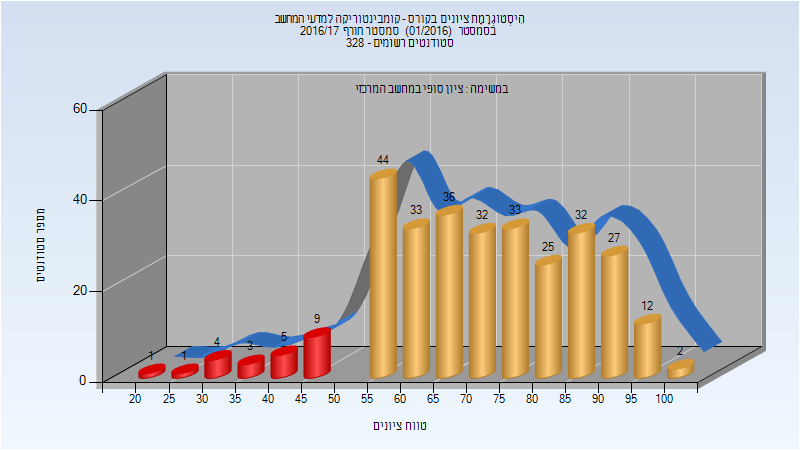 היסטוגרמת ציונים בקורס - קומבינטוריקה למדעי המחשב
בסמסטר (01/2016) סמסטר חורף 2016/17
סטודנטים רשומים - 328
במשימה : ציון סופי במחשב המרכזי
מספר סטודנטים
60
40
20
0
1
1
4
3
5
9
44
33
36
32
33
25
32
27
12
2
20 25 30 35 40 45 50 55 60 65 70 75 80 85 90 95 100
טווח ציונים